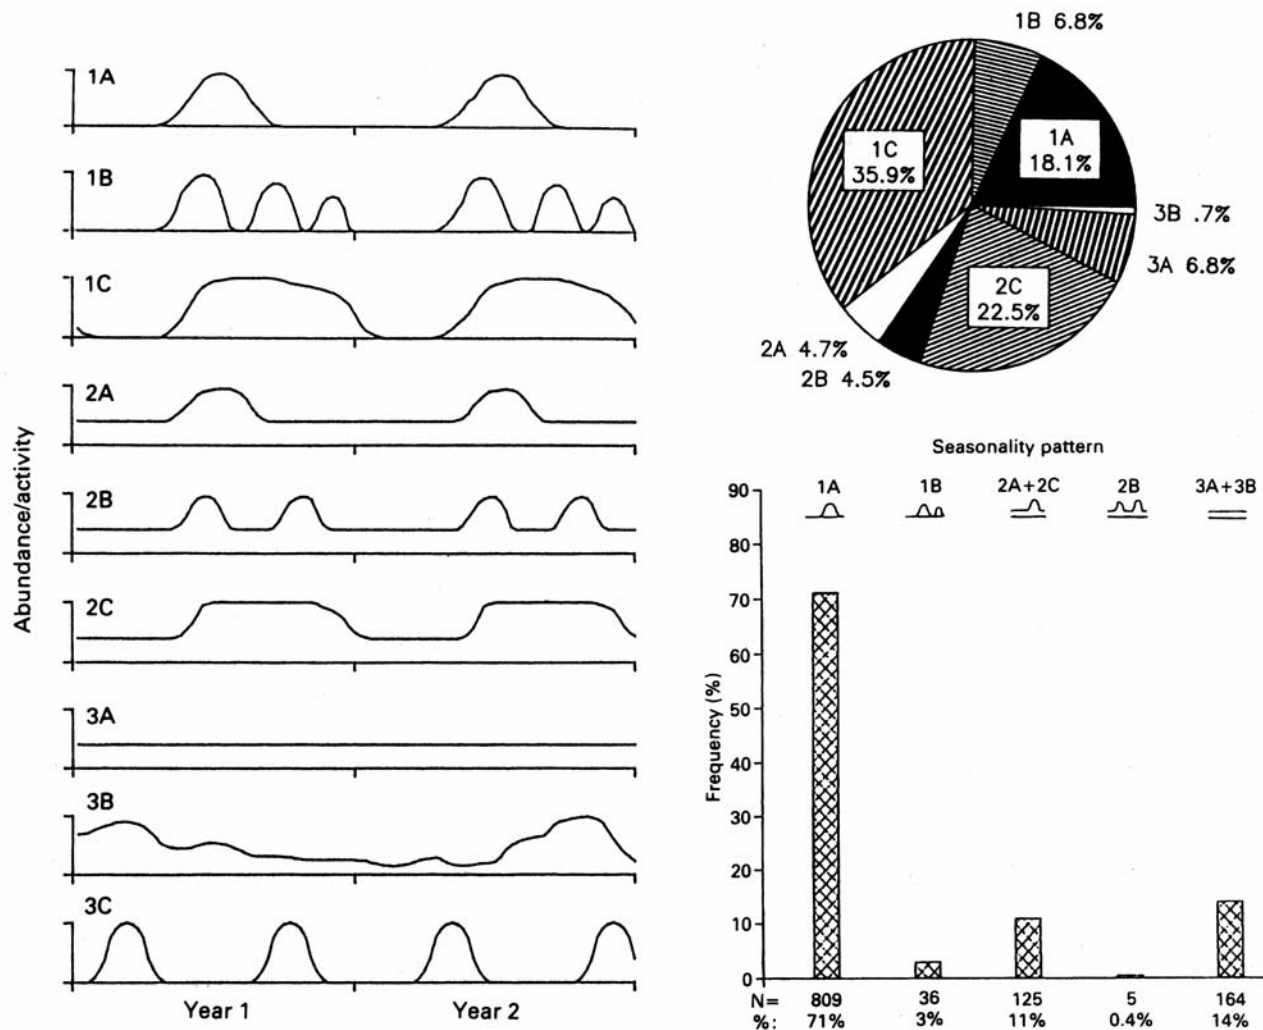 1A
1B
1C
2A
2B
2C
3A
3B
3C
Abundance/activity
Year 1
Year 2
1B 6.8%
1A
18.1%
1C
35.9%
3B .7%
3A 6.8%
2C
22.5%
2A 4.7%
2B 4.5%
Seasonality pattern
1A 1B 2A+2C 2B 3A+3B
90
80
70
60
50
40
30
20
10
0
Frequency (%)
N= 809 36 125 5 164
%: 71% 3% 11% 0.4% 14%